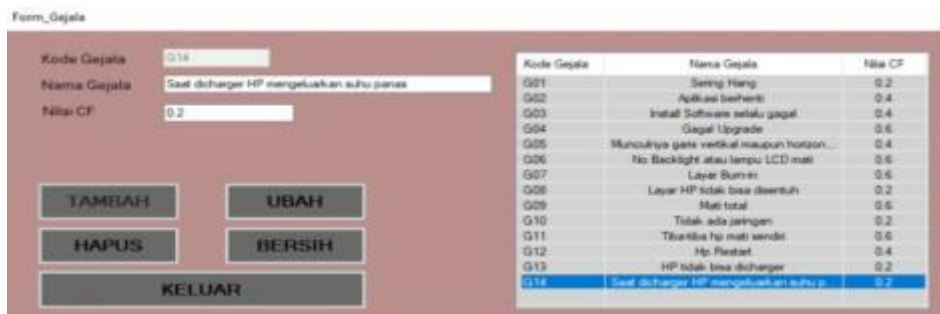 Form_Gejala
Kode Gejala G14
Nama Gejala Saat dicharger HP mengeluarkan suhu panas
Nilai CF 0.2
TAMBAH UBAH
HAPUS BERSIH
KELUAR
Kode Gejala Nama Gejala Nilai CF
G01 Sering Hang 0.2
G02 Aplikasi berhenti 0.4
G03 Install Software selalu gagal 0.4
G04 Gagal Upgrade 0.6
G05 Munculnya garis vertikal maupun horizon... 0.4
G06 No Backlight atau lampu LCD mati 0.6
G07 Layar Burn-in 0.6
G08 Layar HP tidak bisa disentuh 0.2
G09 Mati total 0.6
G10 Tidak ada jaringan 0.2
G11 Tiba-tiba hp mati sendiri 0.6
G12 Hp Restart 0.4
G13 HP tidak bisa dicharger 0.2
G14 Saat dicharger HP mengeluarkan suhu p... 0.2